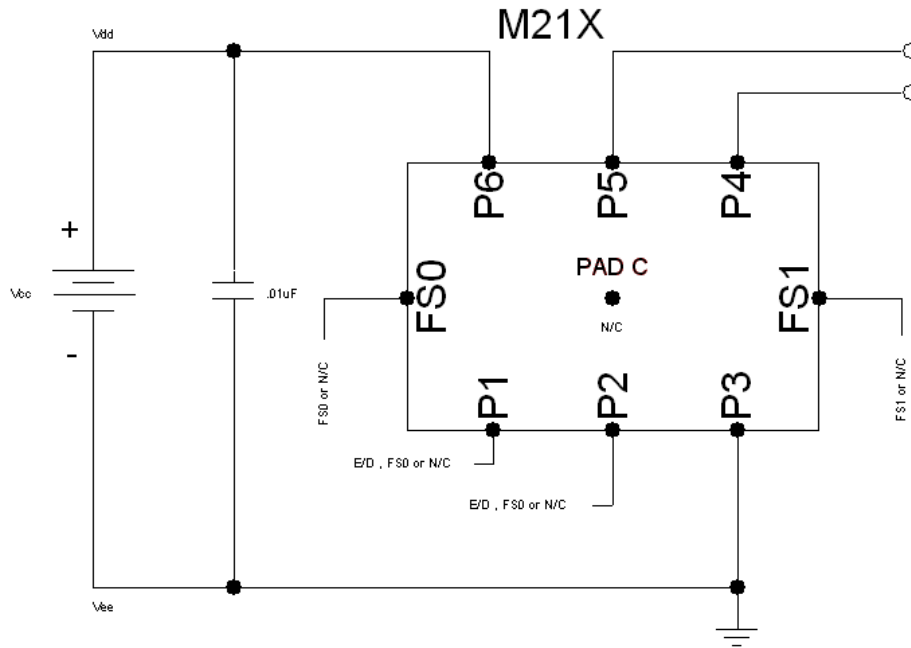 M21X
Vdd
P6
P5
P4
+
PAD C
Vcc
.01uF
FS0
FS1
N/C
-
FS0 or N/C
FS1 or N/C
P1
P2
P3
E/D , FS0 or N/C
E/D , FS0 or N/C
Vee